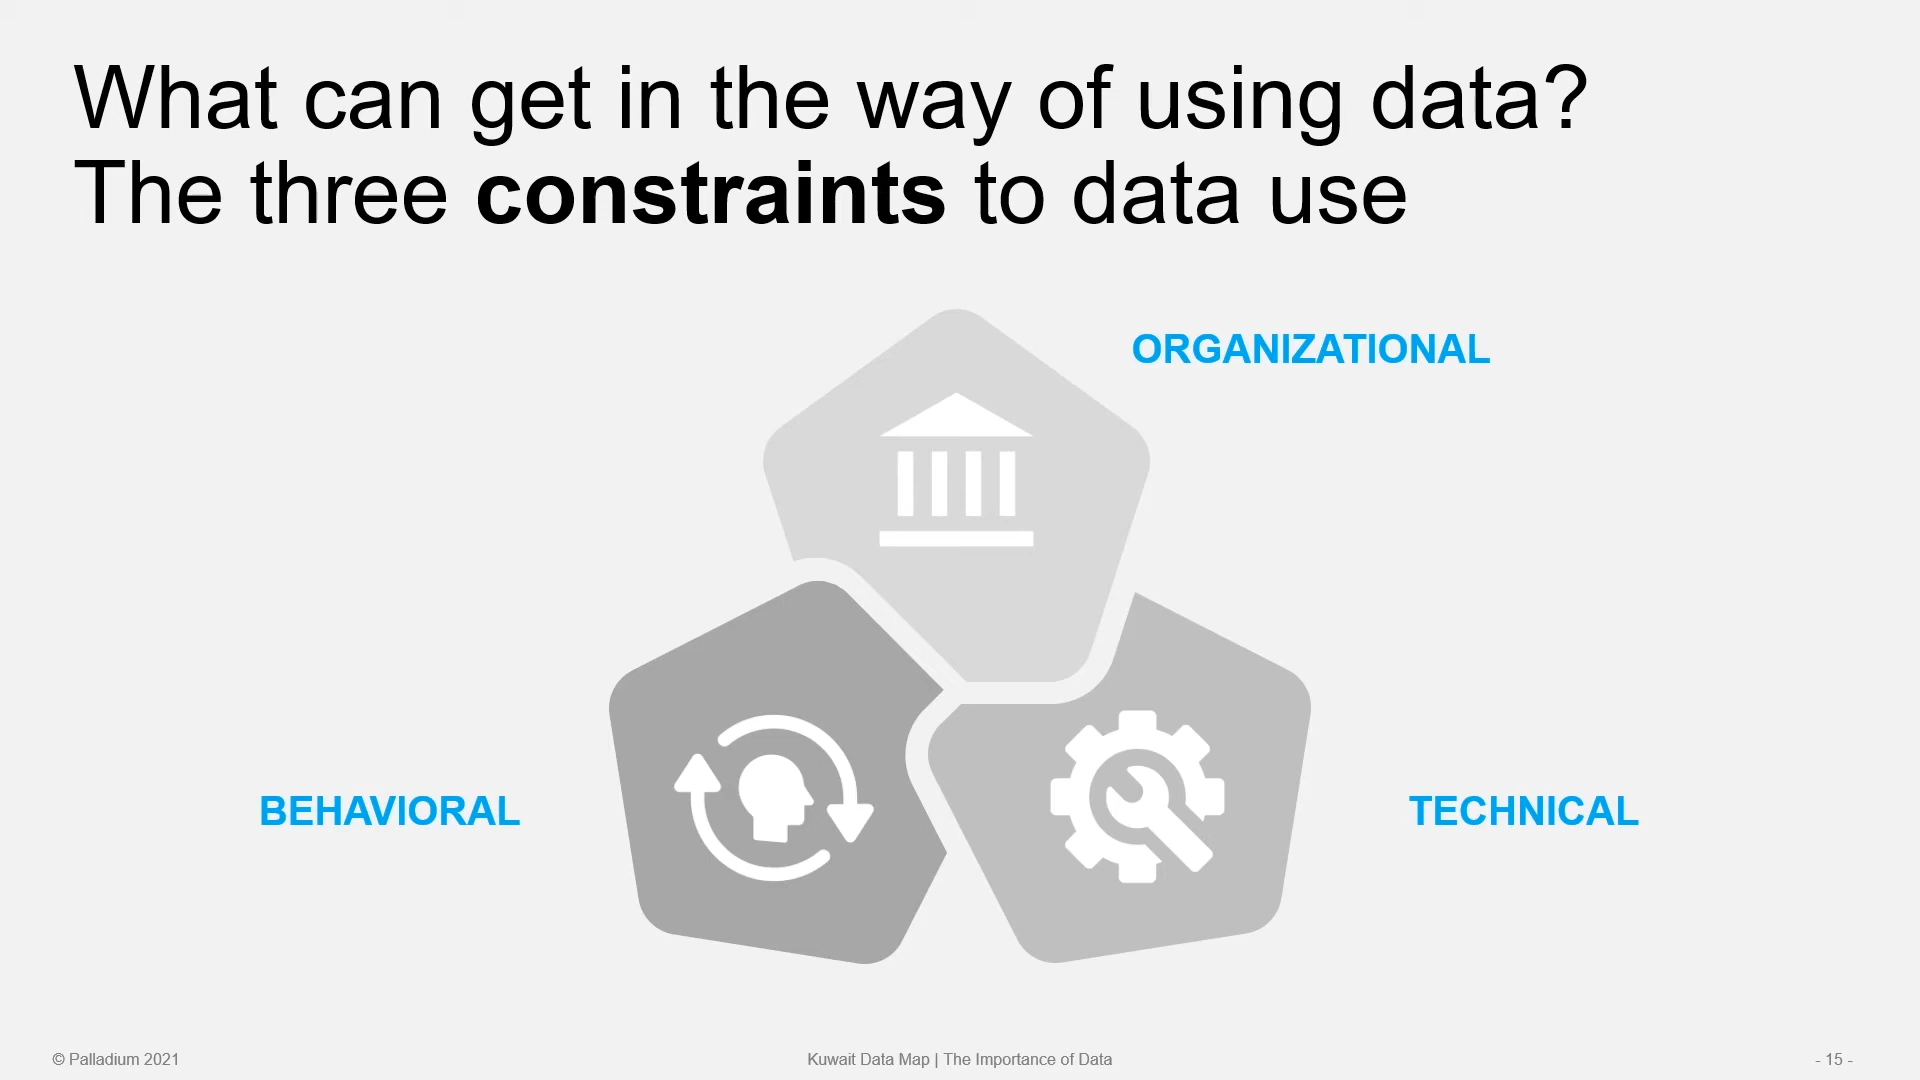 What can get in the way of using data?
The three constraints to data use
ORGANIZATIONAL
BEHAVIORAL
TECHNICAL
© Palladium 2021
Kuwait Data Map | The Importance of Data
- 15 -